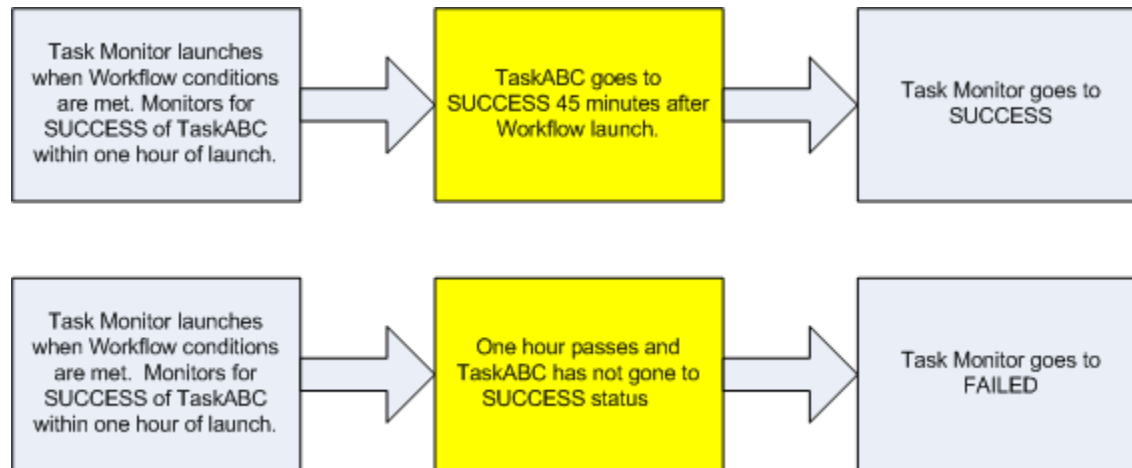 Task Monitor launches
when Workflow conditions
are met. Monitors for
SUCCESS of TaskABC
within one hour of launch.
TaskABC goes to
SUCCESS 45 minutes after
Workflow launch.
Task Monitor goes to
SUCCESS
Task Monitor launches
when Workflow conditions
are met.  Monitors for
SUCCESS of TaskABC
within one hour of launch.
One hour passes and
TaskABC has not gone to
SUCCESS status
Task Monitor goes to
FAILED